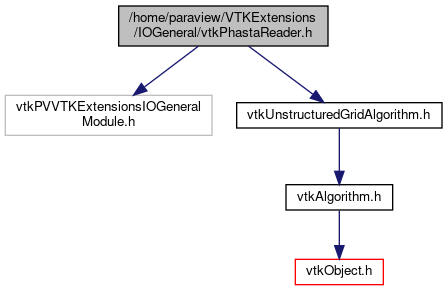 /home/paraview/VTKExtensions
/IOGeneral/vtkPhastaReader.h
vtkPVVTKExtensionsIOGeneral
Module.h
vtkUnstructuredGridAlgorithm.h
vtkAlgorithm.h
vtkObject.h